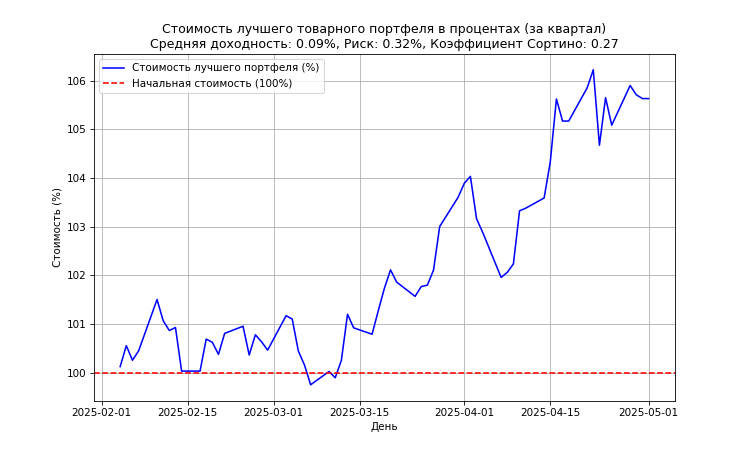 Стоимость лучшего товарного портфеля в процентах (за квартал)
Средняя доходность: 0.09%, Риск: 0.32%, Коэффициент Сортино: 0.27
Стоимость лучшего портфеля (%)
Начальная стоимость (100%)
Стоимость (%)
106
105
104
103
102
101
100
2025-02-01 2025-02-15 2025-03-01 2025-03-15 2025-04-01 2025-04-15 2025-05-01
День